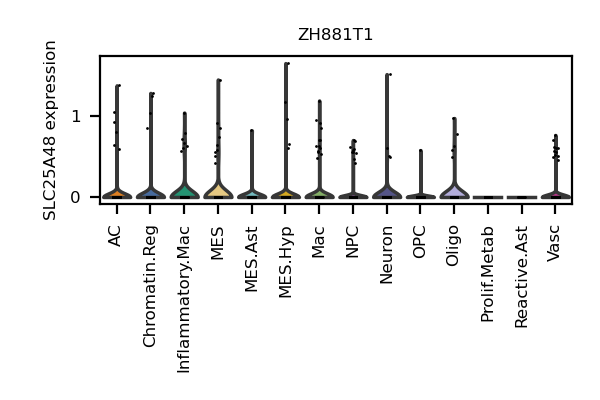 ZH881T1
SLC25A48 expression
1
0
AC
Chromatin.Reg
Inflammatory.Mac
MES
MES.Ast
MES.Hyp
Mac
NPC
Neuron
OPC
Oligo
Prolif.Metab
Reactive.Ast
Vasc